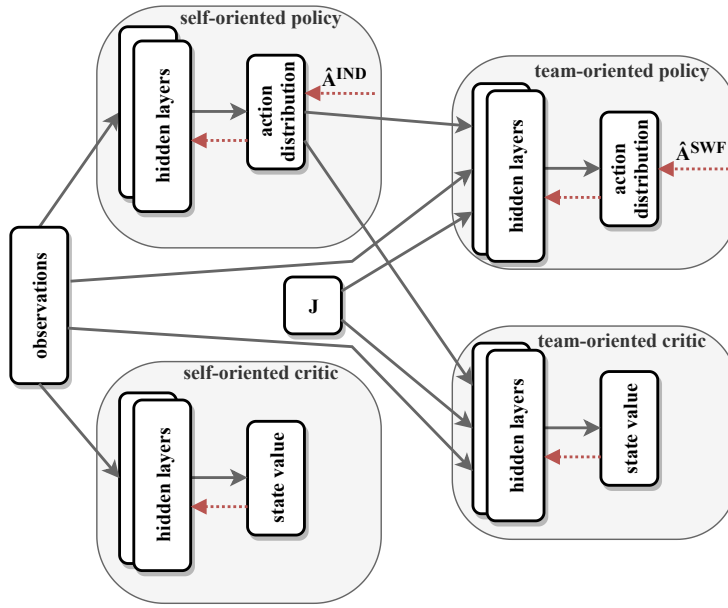 self-oriented policy
hidden layers
action
distribution
Â^IND
team-oriented policy
hidden layers
action
distribution
Â^SWF
observations
J
self-oriented critic
hidden layers
state value
team-oriented critic
hidden layers
state value